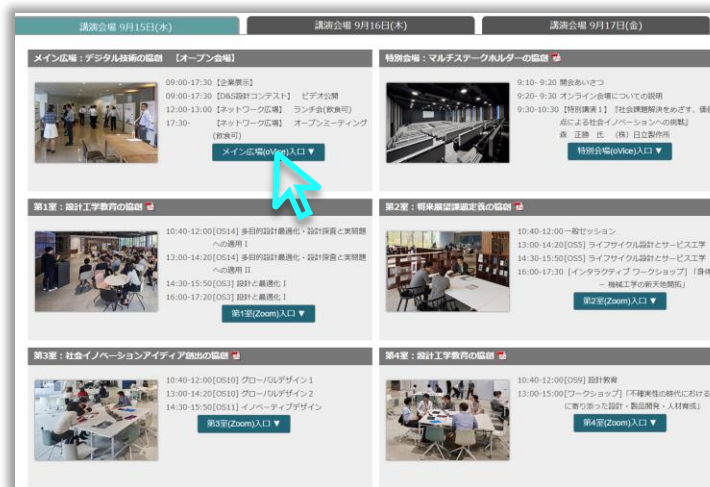 講演会場 9月15日(水)
講演会場 9月16日(木)
講演会場 9月17日(金)
メイン広場：デジタル技術の協創 【オープン会場】
09:00-17:30 【企業展示】
09:00-17:30 【D&S設計コンテスト】 ビデオ公開
12:00-13:00 【ネットワーク広場】 ランチ会(飲食可)
17:30- 【ネットワーク広場】 オープンミーティング
(飲食可)
メイン広場(oVice)入口 ▼
特別会場：マルチステークホルダーの協創
9:10- 9:20 開会あいさつ
9:20- 9:30 オンライン会場についての説明
9:30-10:30 【特別講演１】『社会課題解決をめざす、価値
点による社会イノベーションへの挑戦』
森 正勝 氏 （株）日立製作所
特別会場(oVice)入口 ▼
第1室：設計工学教育の協創
10:40-12:00[OS14] 多目的設計最適化・設計探査と実問題
への適用 I
13:00-14:20[OS14] 多目的設計最適化・設計探査と実問題
への適用 II
14:30-15:50[OS3] 設計と最適化 I
16:00-17:20[OS3] 設計と最適化 I
第1室(Zoom)入口 ▼
第2室：将来展望課題定義の協創
10:40-12:00一般セッション
13:00-14:20[OS5] ライフサイクル設計とサービス工学
14:30-15:50[OS5] ライフサイクル設計とサービス工学
16:00-17:30 [インタラクティブ ワークショップ] 「身体
－ 機械工学の新天地開拓」
第2室(Zoom)入口 ▼
第3室：社会イノベーションアイディア創出の協創
10:40-12:00[OS10] グローバルデザイン１
13:00-14:20[OS10] グローバルデザイン２
14:30-15:50[OS11] イノベーティブデザイン
第3室(Zoom)入口 ▼
第4室：設計工学教育の協創
10:40-12:00[OS9] 設計教育
13:00-15:00[ワークショップ]「不確実性の時代における
に寄り添った設計・製品開発・人材育成」
第4室(Zoom)入口 ▼